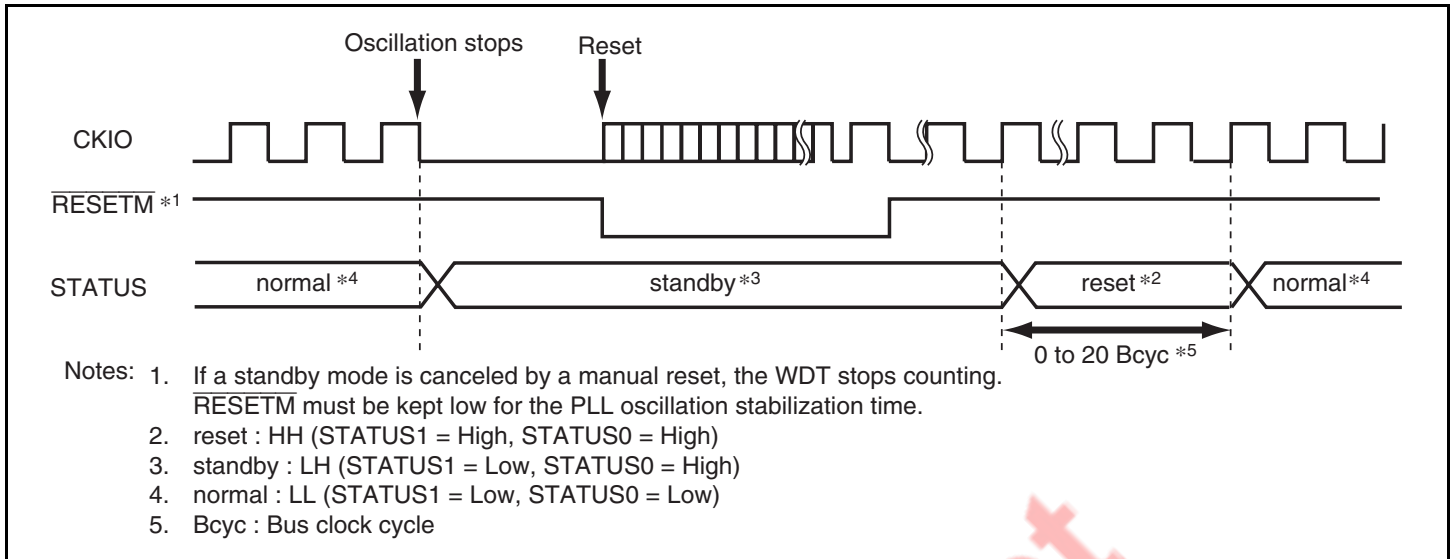 Oscillation stops Reset
CKIO
RESETM *1
STATUS normal *4 standby*3 reset*2 normal*4
0 to 20 Bcyc *5
Notes: 1. If a standby mode is canceled by a manual reset, the WDT stops counting.
RESETM must be kept low for the PLL oscillation stabilization time.
2. reset : HH (STATUS1 = High, STATUS0 = High)
3. standby : LH (STATUS1 = Low, STATUS0 = High)
4. normal : LL (STATUS1 = Low, STATUS0 = Low)
5. Bcyc : Bus clock cycle